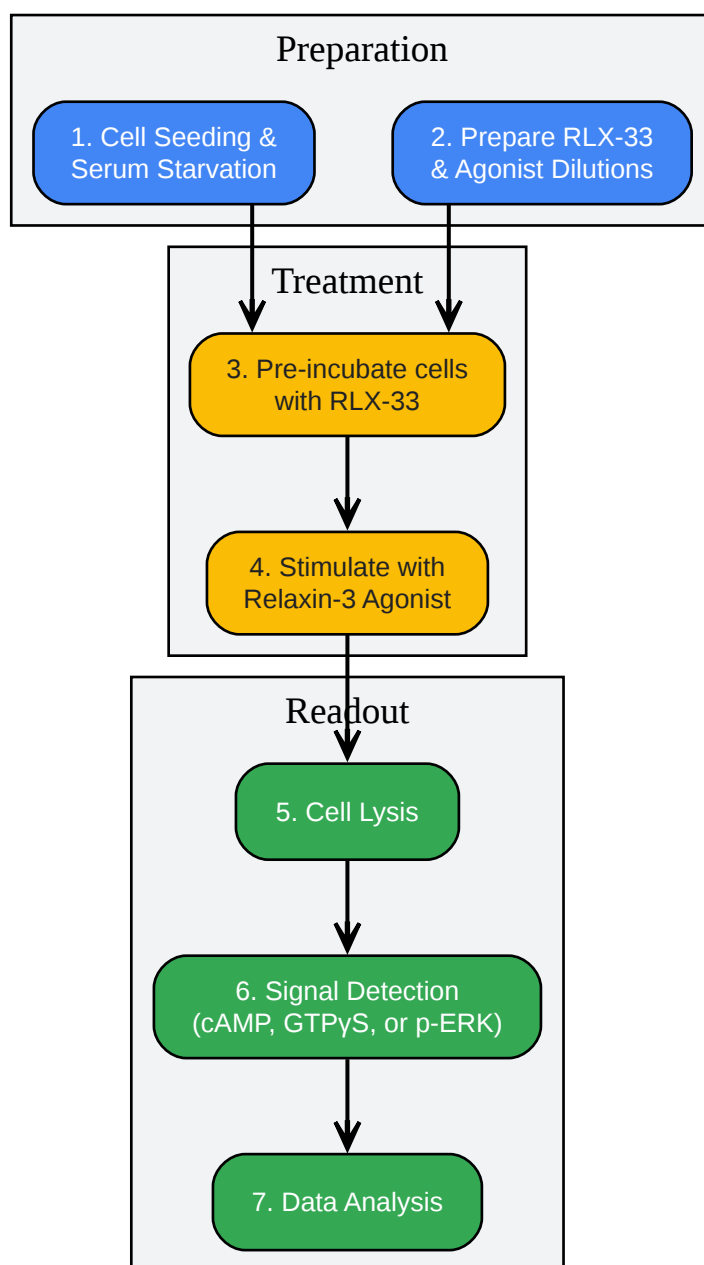 Preparation
1. Cell Seeding &
Serum Starvation
2. Prepare RLX-33
& Agonist Dilutions
Treatment
3. Pre-incubate cells
with RLX-33
4. Stimulate with
Relaxin-3 Agonist
Readout
5. Cell Lysis
6. Signal Detection
(cAMP, GTPγS, or p-ERK)
7. Data Analysis